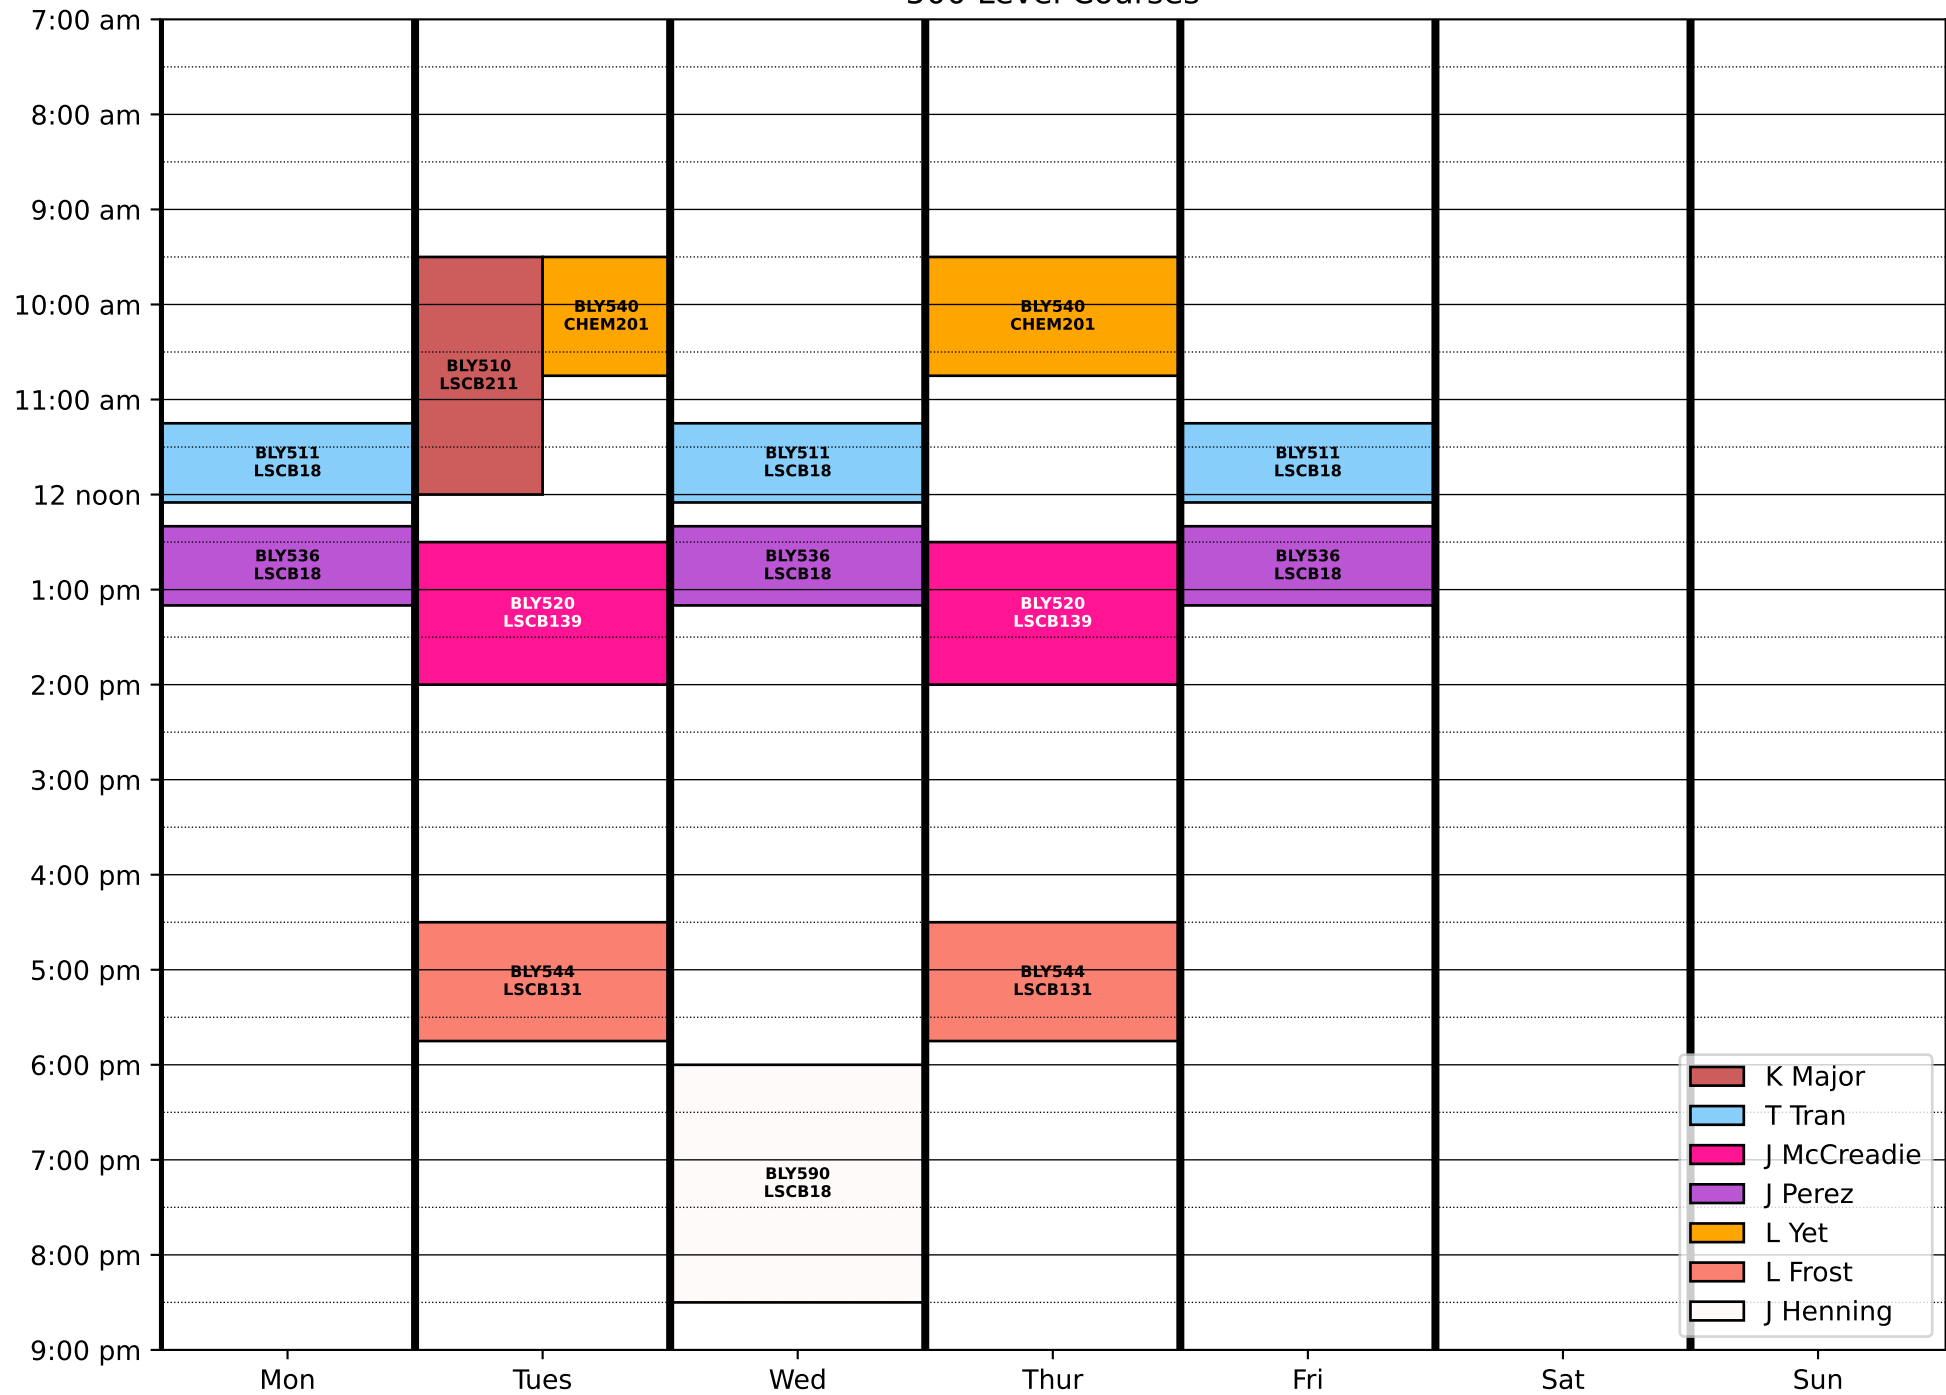 500 Level Courses
7:00 am
8:00 am
9:00 am
10:00 am
11:00 am
12 noon
1:00 pm
2:00 pm
3:00 pm
4:00 pm
5:00 pm
6:00 pm
7:00 pm
8:00 pm
9:00 pm
BLY540
CHEM201
BLY540
CHEM201
BLY510
LSCB211
BLY511
LSCB18
BLY511
LSCB18
BLY511
LSCB18
BLY536
LSCB18
BLY536
LSCB18
BLY536
LSCB18
BLY520
LSCB139
BLY520
LSCB139
BLY544
LSCB131
BLY544
LSCB131
BLY590
LSCB18
K Major
T Tran
J McCreadie
J Perez
L Yet
L Frost
J Henning
Mon
Tues
Wed
Thur
Fri
Sat
Sun